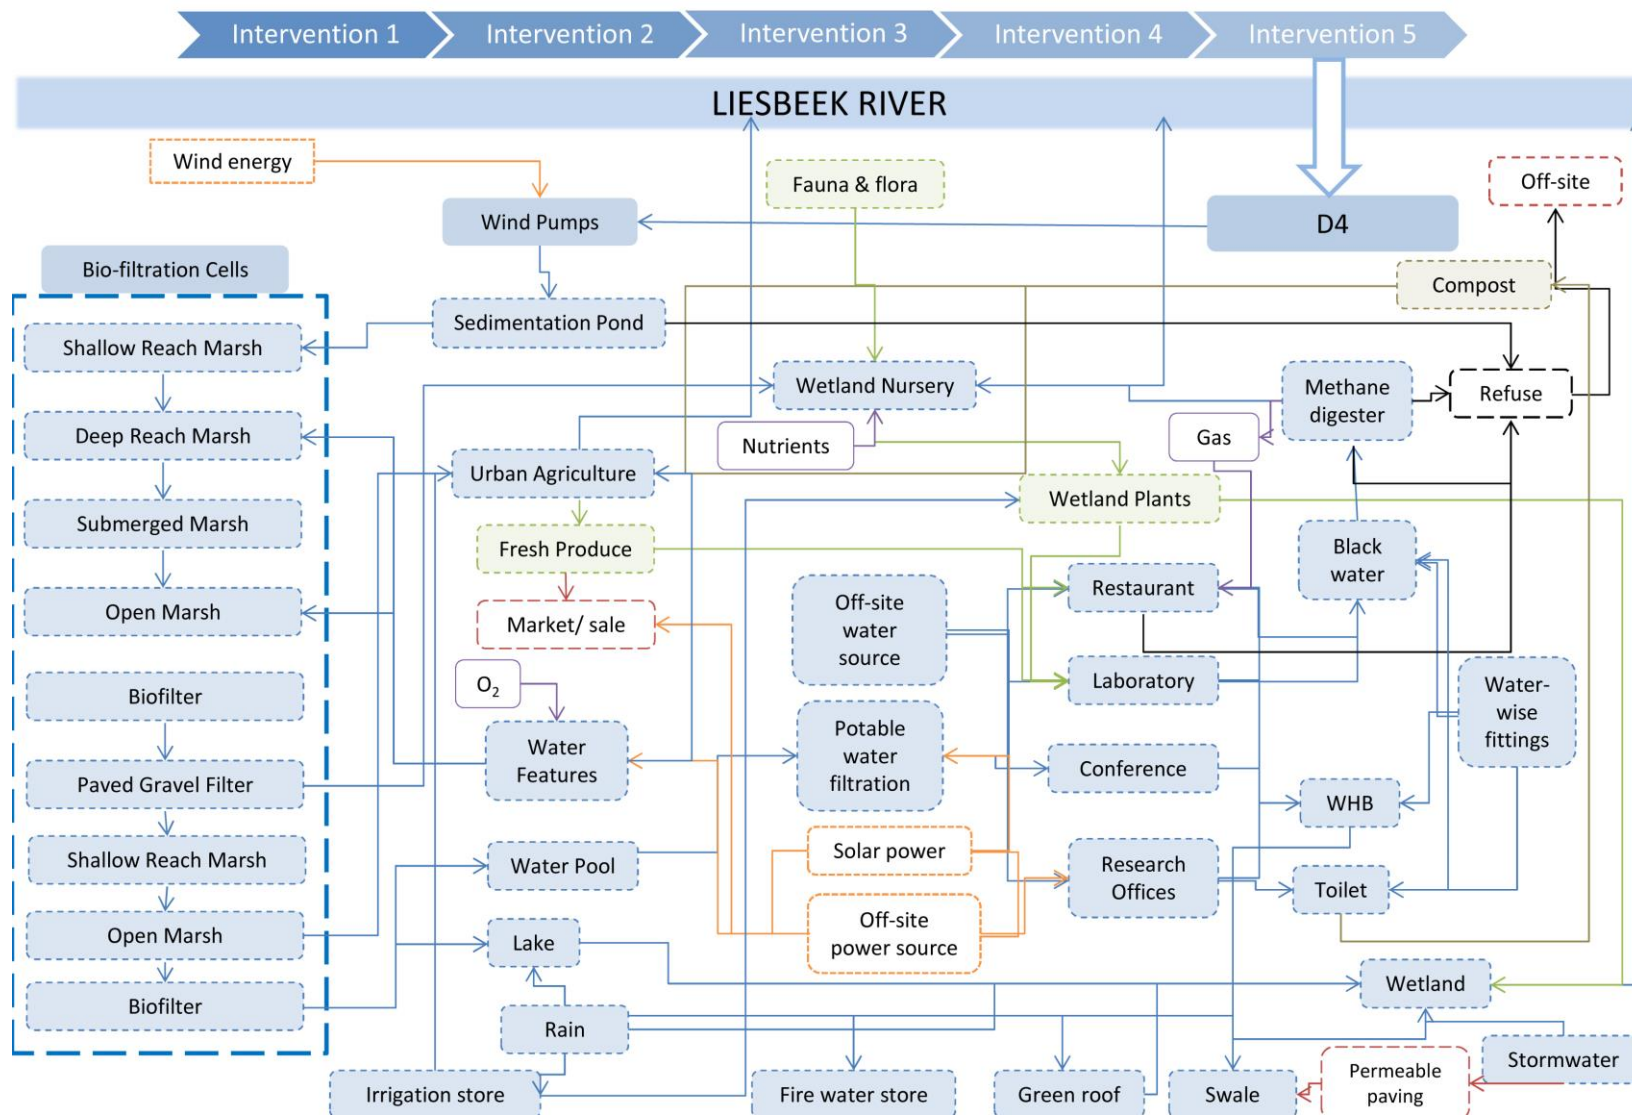 Intervention 1
Intervention 2
Intervention 3
Intervention 4
Intervention 5
LIESBEEK RIVER
Wind energy
Fauna & flora
Off-site
Wind Pumps
D4
Bio-filtration Cells
Compost
Sedimentation Pond
Shallow Reach Marsh
Wetland Nursery
Methane
digester
Refuse
Deep Reach Marsh
Nutrients
Gas
Urban Agriculture
Wetland Plants
Submerged Marsh
Fresh Produce
Black
water
Open Marsh
Market/ sale
Off-site
water
source
Restaurant
Biofilter
O₂
Laboratory
Water-
wise
fittings
Water
Features
Potable
water
filtration
Paved Gravel Filter
Conference
WHB
Shallow Reach Marsh
Water Pool
Solar power
Research
Offices
Toilet
Open Marsh
Lake
Off-site
power source
Biofilter
Rain
Wetland
Irrigation store
Fire water store
Green roof
Swale
Permeable
paving
Stormwater